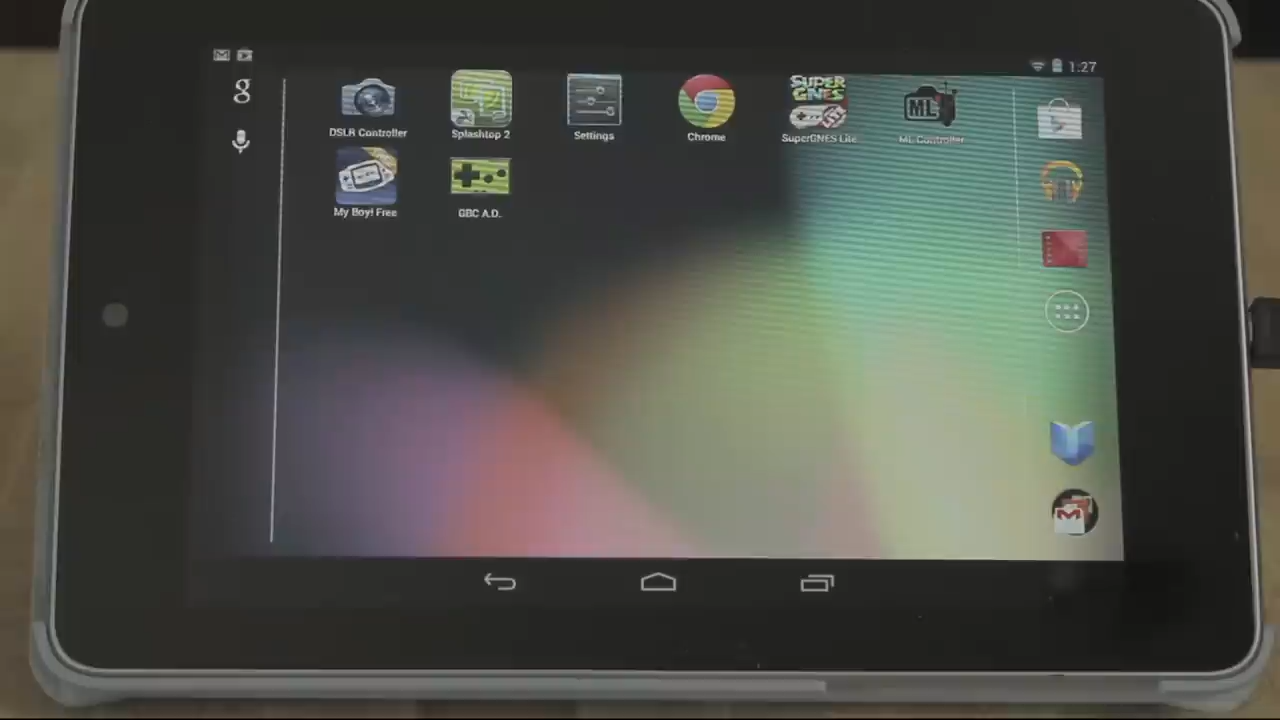 1:27
g
DSLR Controller
Splashtop 2
Settings
Chrome
SUPER
GNES
SuperGNES Lite
ML
ML Controller
My Boy! Free
GBC A.D.